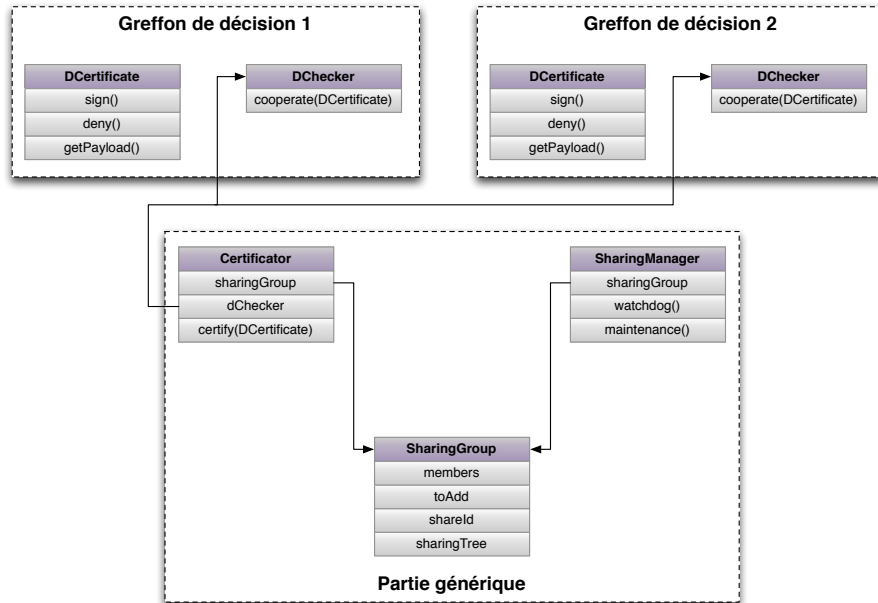 Greffon de décision 1
DCertificate
sign()
deny()
getPayload()
DChecker
cooperate(DCertificate)
Greffon de décision 2
DCertificate
sign()
deny()
getPayload()
DChecker
cooperate(DCertificate)
Certificator
sharingGroup
dChecker
certify(DCertificate)
SharingManager
sharingGroup
watchdog()
maintenance()
SharingGroup
members
toAdd
shareId
sharingTree
Partie générique